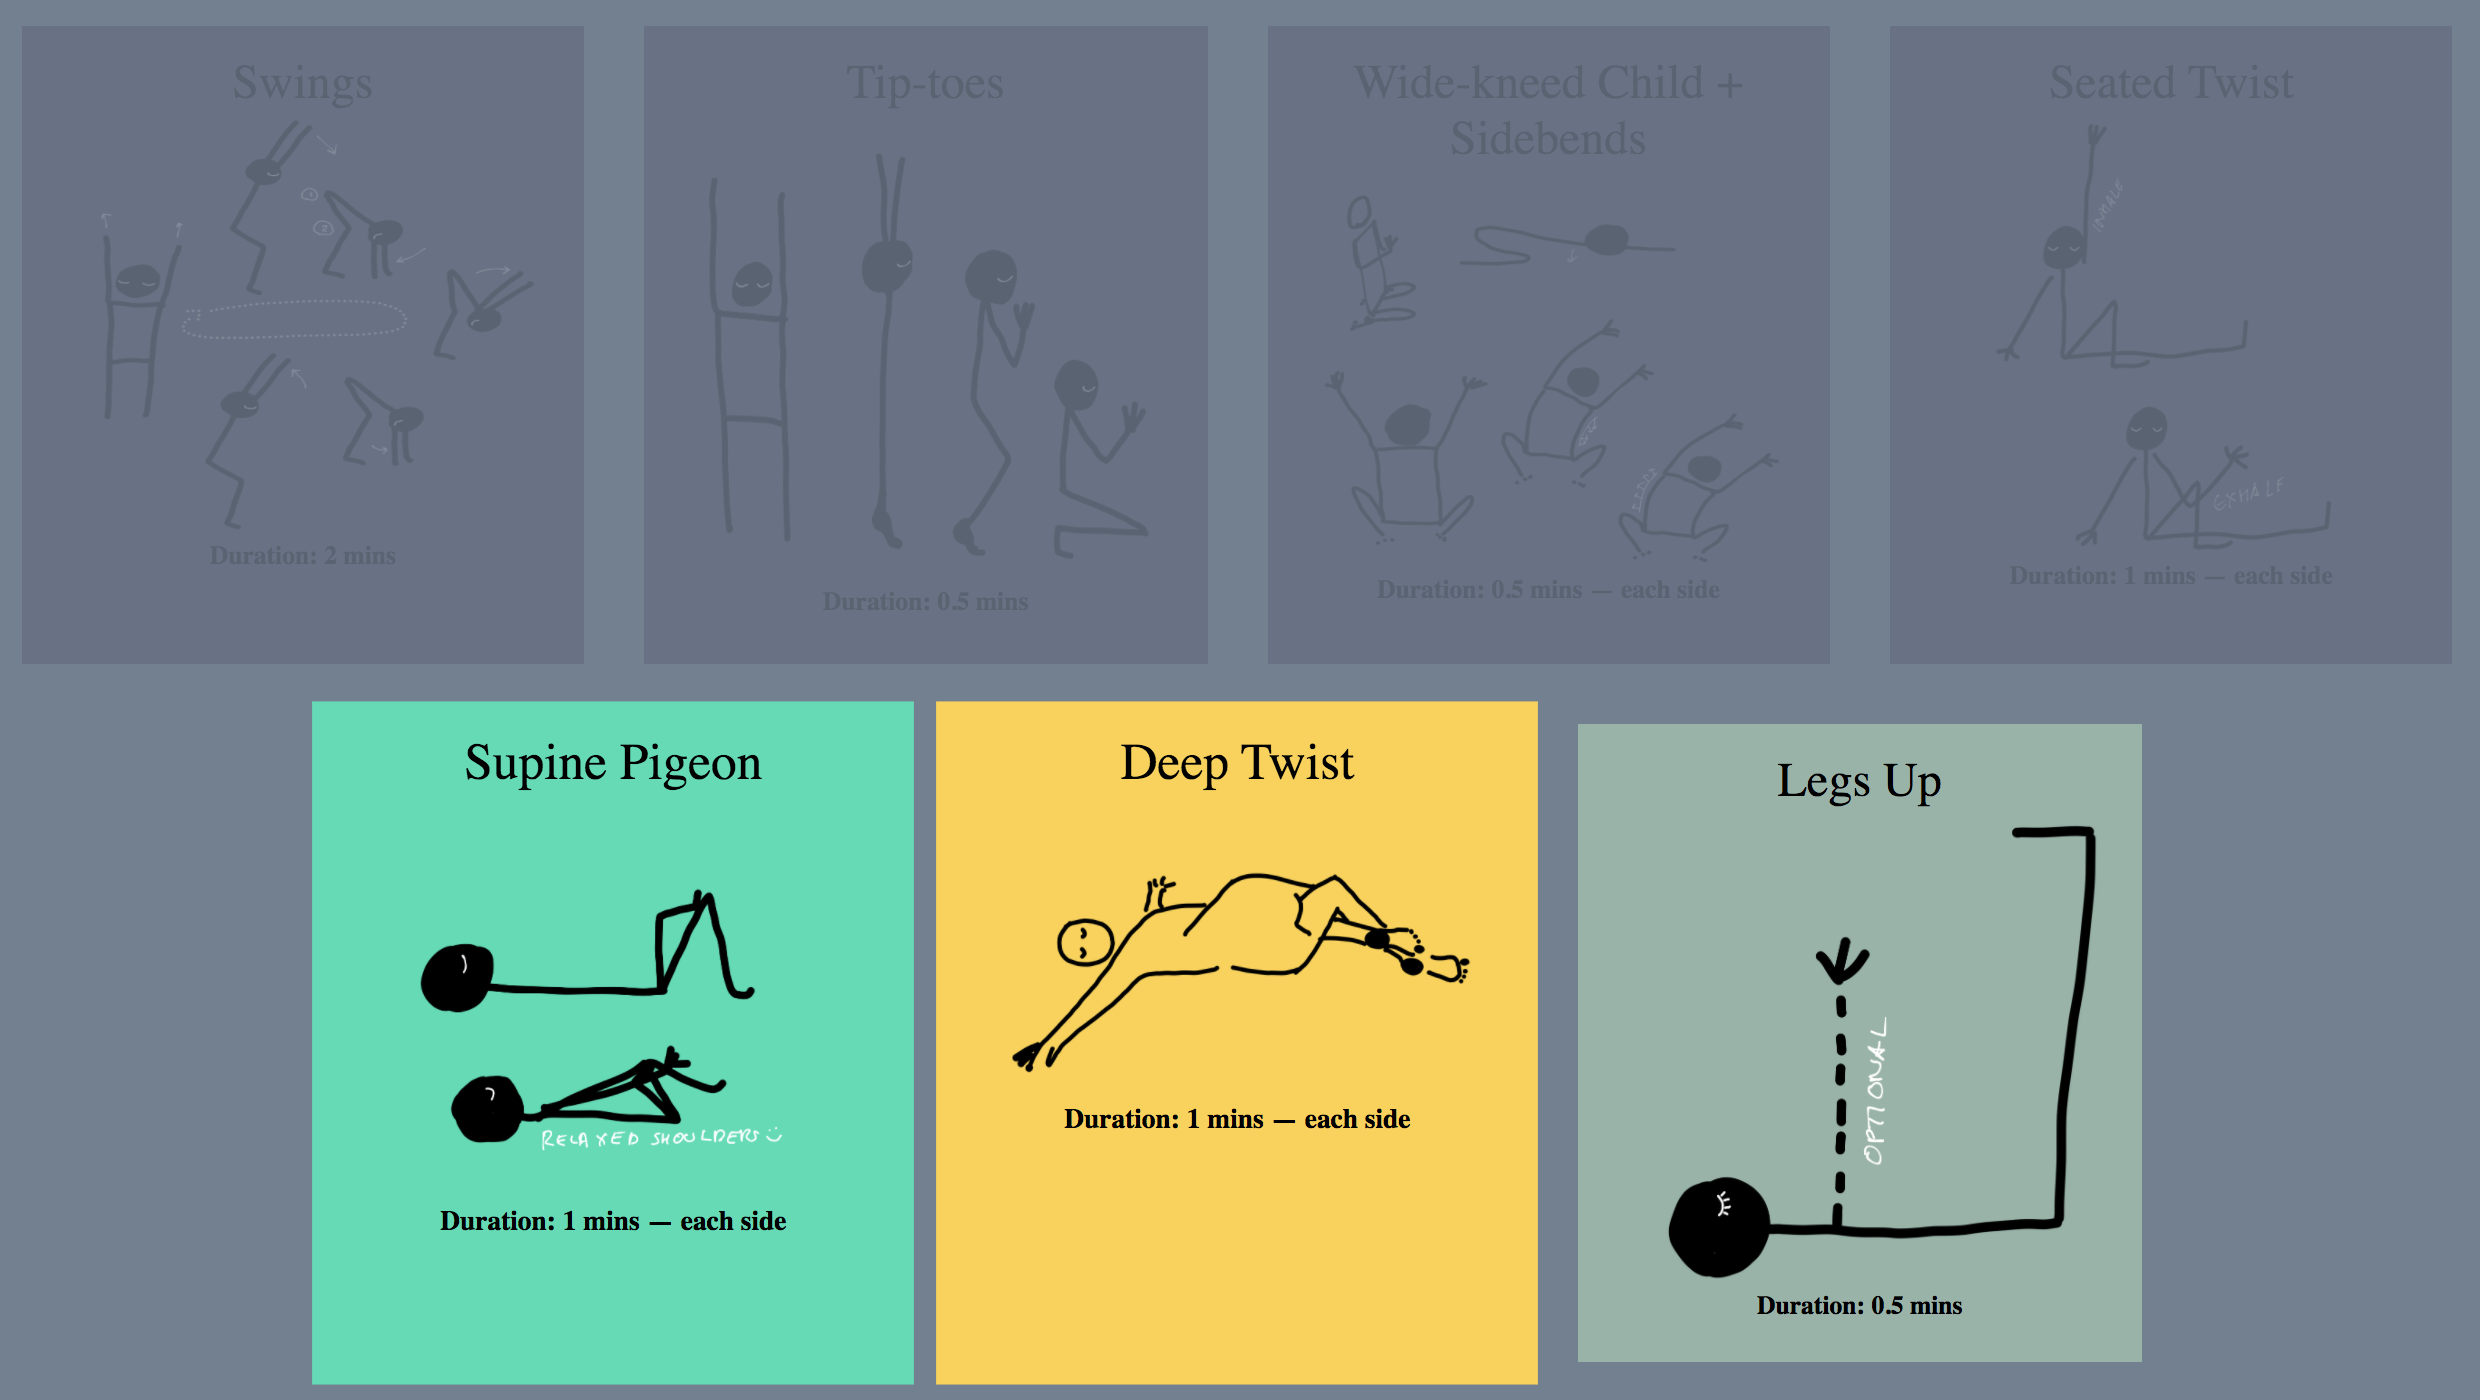 Swings
Duration: 2 mins
Tip-toes
Duration: 0.5 mins
Wide-kneed Child +
Sidebends
Duration: 0.5 mins — each side
Seated Twist
INHALE
EXHALE
Duration: 1 mins — each side
Supine Pigeon
RELAXED SHOULDERS
Duration: 1 mins — each side
Deep Twist
Duration: 1 mins — each side
Legs Up
OPTIONAL
Duration: 0.5 mins